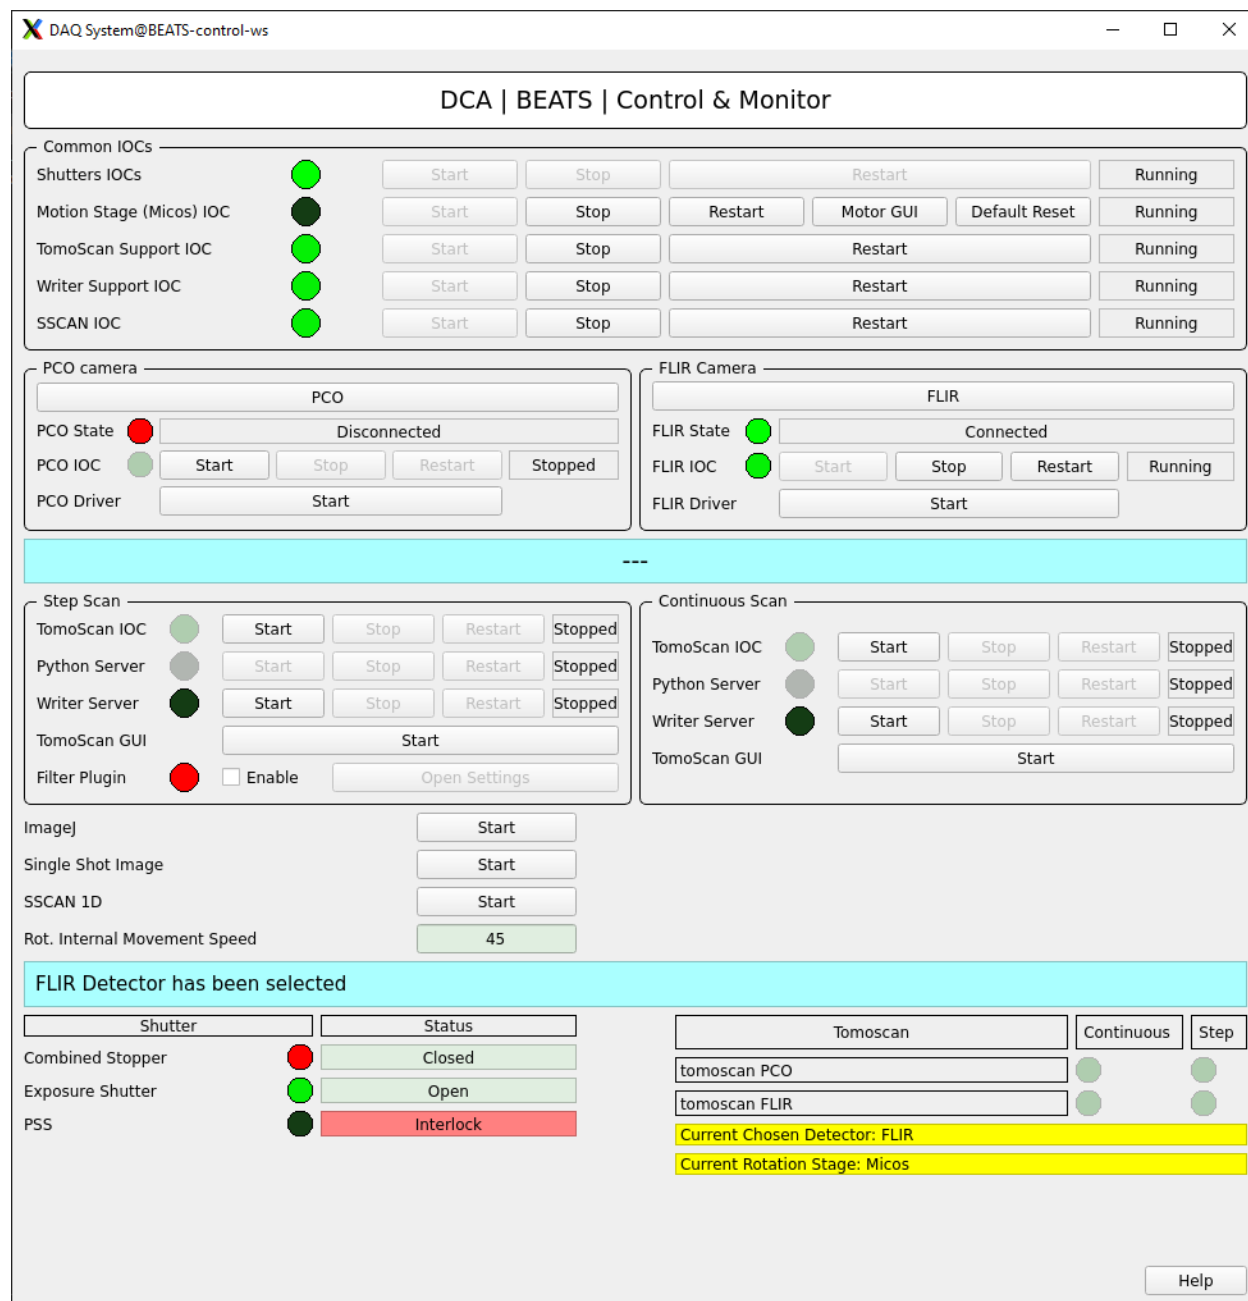 DAQ System@BEATS-control-ws
DCA | BEATS | Control & Monitor
Common IOCs
Shutters IOCs Start Stop Restart Running
Motion Stage (Micos) IOC Start Stop Restart Motor GUI Default Reset Running
TomoScan Support IOC Start Stop Restart Running
Writer Support IOC Start Stop Restart Running
SSCAN IOC Start Stop Restart Running
PCO camera
PCO
PCO State Disconnected
PCO IOC Start Stop Restart Stopped
PCO Driver Start
FLIR Camera
FLIR
FLIR State Connected
FLIR IOC Start Stop Restart Running
FLIR Driver Start
---
Step Scan
TomoScan IOC Start Stop Restart Stopped
Python Server Start Stop Restart Stopped
Writer Server Start Stop Restart Stopped
TomoScan GUI Start
Filter Plugin Enable Open Settings
Continuous Scan
TomoScan IOC Start Stop Restart Stopped
Python Server Start Stop Restart Stopped
Writer Server Start Stop Restart Stopped
TomoScan GUI Start
ImageJ Start
Single Shot Image Start
SSCAN 1D Start
Rot. Internal Movement Speed 45
FLIR Detector has been selected
Shutter Status
Combined Stopper Closed
Exposure Shutter Open
PSS Interlock
Tomoscan Continuous Step
tomoscan PCO
tomoscan FLIR
Current Chosen Detector: FLIR
Current Rotation Stage: Micos
Help